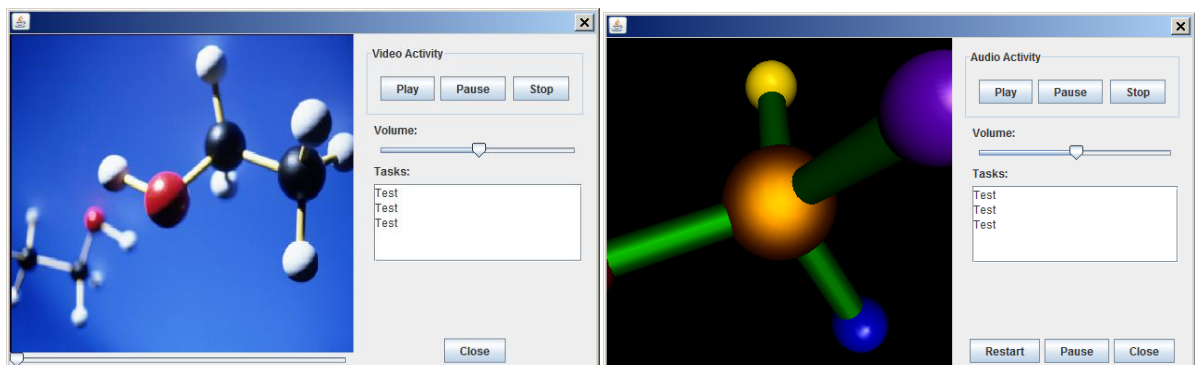 Video Activity
Play Pause Stop
Volume:
Tasks:
Test
Test
Test
Close
Audio Activity
Play Pause Stop
Volume:
Tasks:
Test
Test
Test
Restart Pause Close